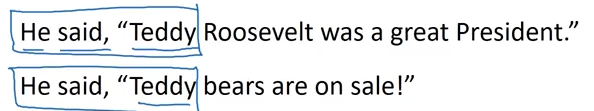 He said, “Teddy Roosevelt was a great President.”
He said, “Teddy bears are on sale!”